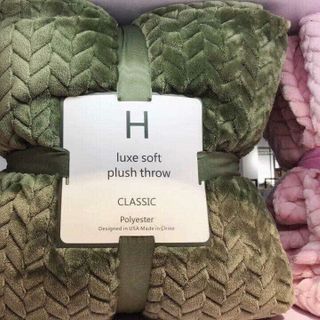 H
luxe soft
plush throw
CLASSIC
Polyester
Designed in USA Made in China